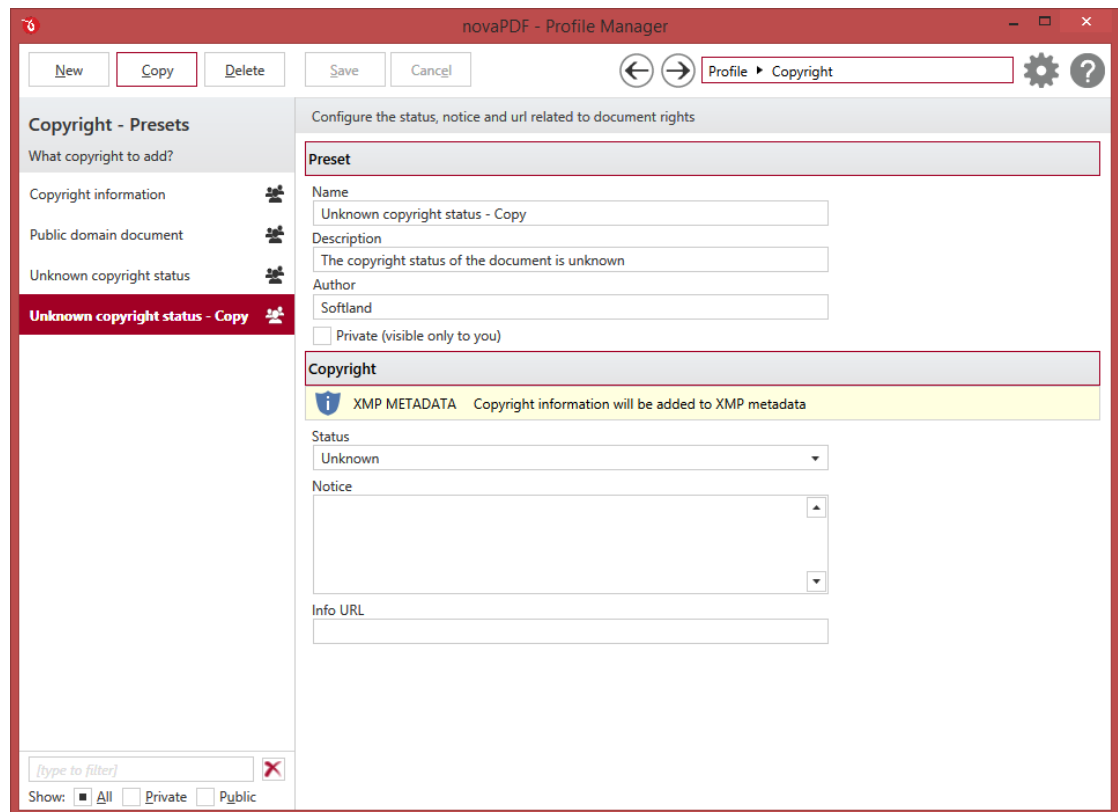 novaPDF - Profile Manager
New Copy Delete Save Cancel Profile Copyright
Copyright - Presets
What copyright to add?
Copyright information
Public domain document
Unknown copyright status
Unknown copyright status - Copy
[type to filter]
Show: All Private Public
Configure the status, notice and url related to document rights
Preset
Name
Unknown copyright status - Copy
Description
The copyright status of the document is unknown
Author
Softland
Private (visible only to you)
Copyright
XMP METADATA Copyright information will be added to XMP metadata
Status
Unknown
Notice
Info URL